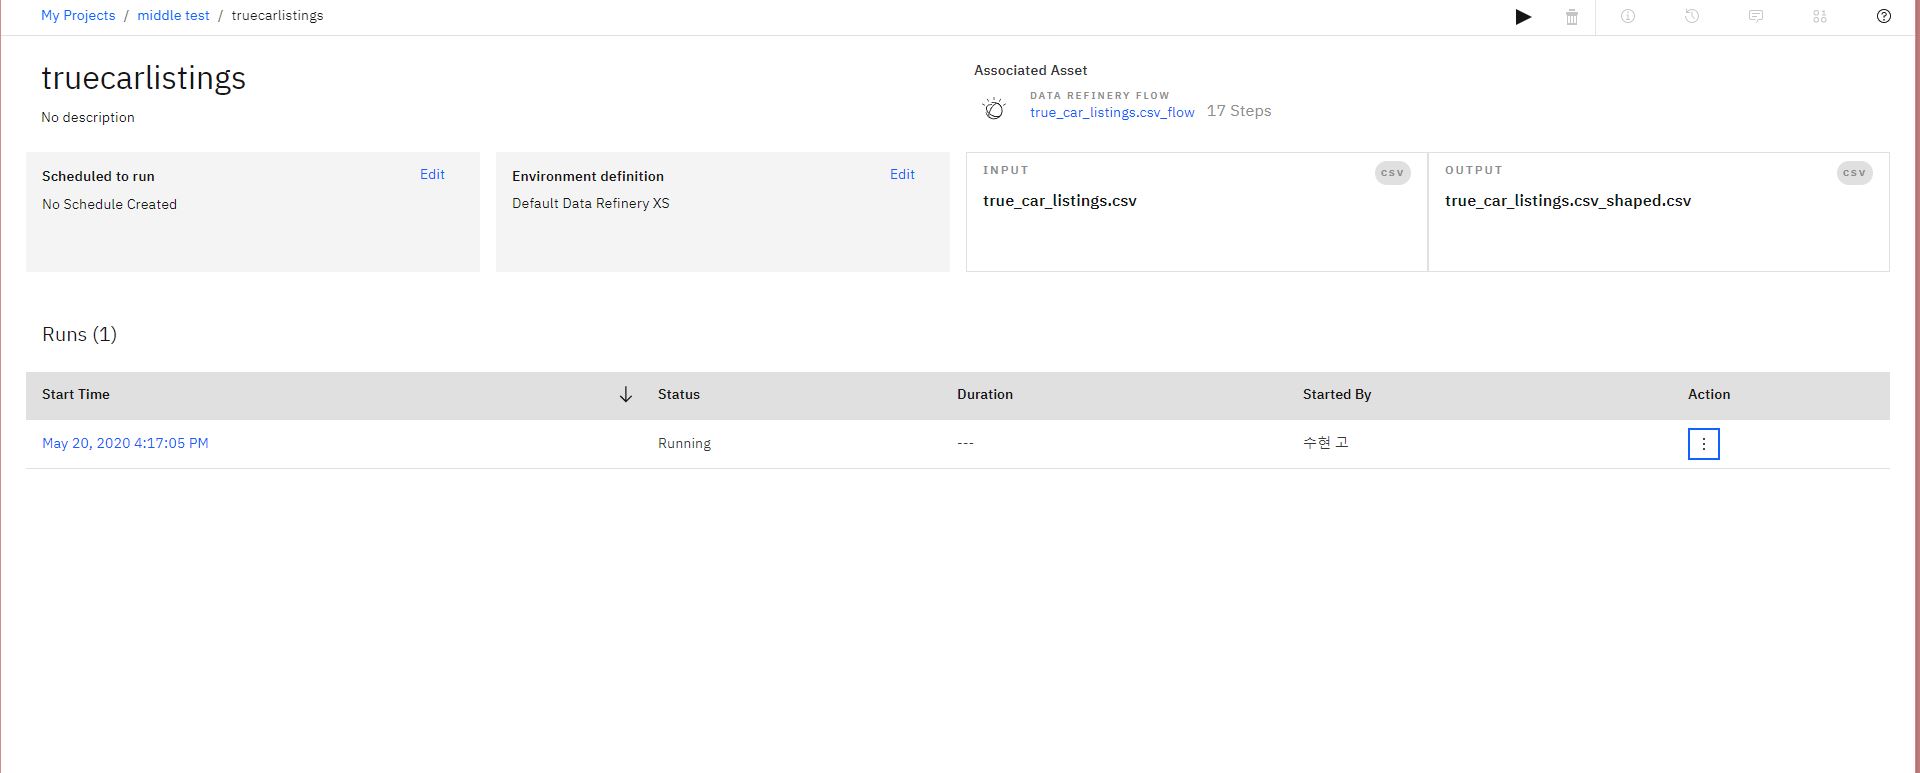 My Projects / middle test / truecarlistings
truecarlistings
No description
Associated Asset
DATA REFINERY FLOW
true_car_listings.csv_flow 17 Steps
Scheduled to run Edit
No Schedule Created
Environment definition Edit
Default Data Refinery XS
INPUT CSV
true_car_listings.csv
OUTPUT CSV
true_car_listings.csv_shaped.csv
Runs (1)
Start Time Status Duration Started By Action
May 20, 2020 4:17:05 PM Running --- 수현 고